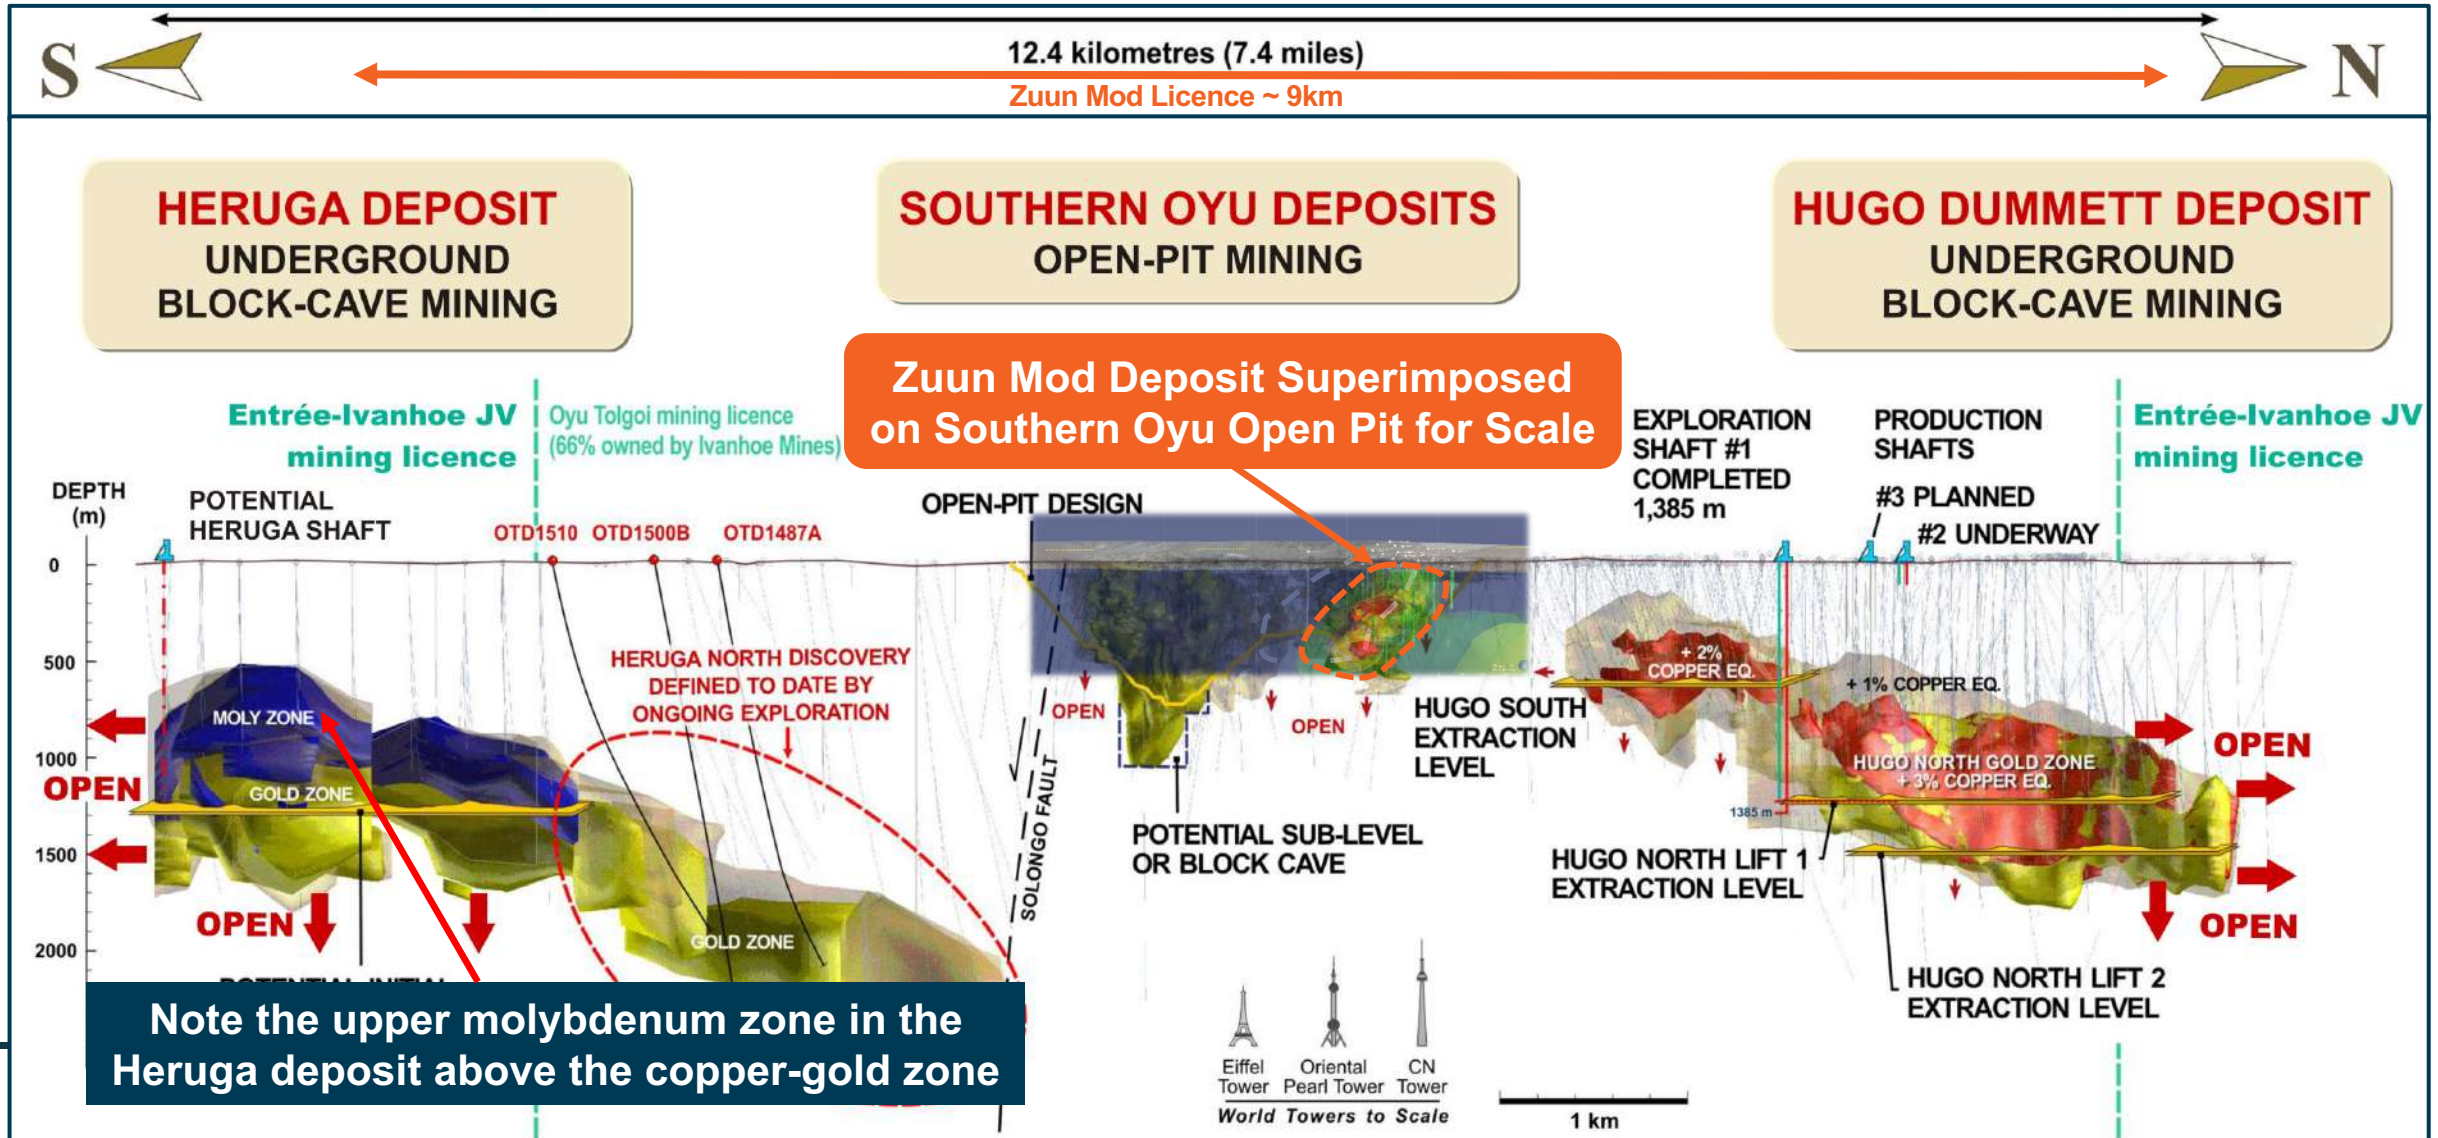 S
12.4 kilometres (7.4 miles)
Zuun Mod Licence ~ 9km
N
HERUGA DEPOSIT
UNDERGROUND
BLOCK-CAVE MINING
SOUTHERN OYU DEPOSITS
OPEN-PIT MINING
HUGO DUMMETT DEPOSIT
UNDERGROUND
BLOCK-CAVE MINING
Zuun Mod Deposit Superimposed
on Southern Oyu Open Pit for Scale
Entrée-Ivanhoe JV
mining licence
Oyu Tolgoi mining licence
(66% owned by Ivanhoe Mines)
EXPLORATION
SHAFT #1
COMPLETED
1,385 m
PRODUCTION
SHAFTS
#3 PLANNED
#2 UNDERWAY
Entrée-Ivanhoe JV
mining licence
DEPTH
(m)
0
500
1000
1500
2000
POTENTIAL
HERUGA SHAFT
OTD1510
OTD1500B
OTD1487A
OPEN-PIT DESIGN
HERUGA NORTH DISCOVERY
DEFINED TO DATE BY
ONGOING EXPLORATION
MOLY ZONE
GOLD ZONE
OPEN
OPEN
GOLD ZONE
SOLONGO FAULT
OPEN
OPEN
POTENTIAL SUB-LEVEL
OR BLOCK CAVE
HUGO SOUTH
EXTRACTION
LEVEL
+ 2%
COPPER EQ.
+ 1% COPPER EQ.
HUGO NORTH GOLD ZONE
+ 3% COPPER EQ.
1385 m
OPEN
OPEN
HUGO NORTH LIFT 1
EXTRACTION LEVEL
HUGO NORTH LIFT 2
EXTRACTION LEVEL
POTENTIAL INITIAL
Note the upper molybdenum zone in the
Heruga deposit above the copper-gold zone
Eiffel
Tower
Oriental
Pearl Tower
CN
Tower
World Towers to Scale
1 km